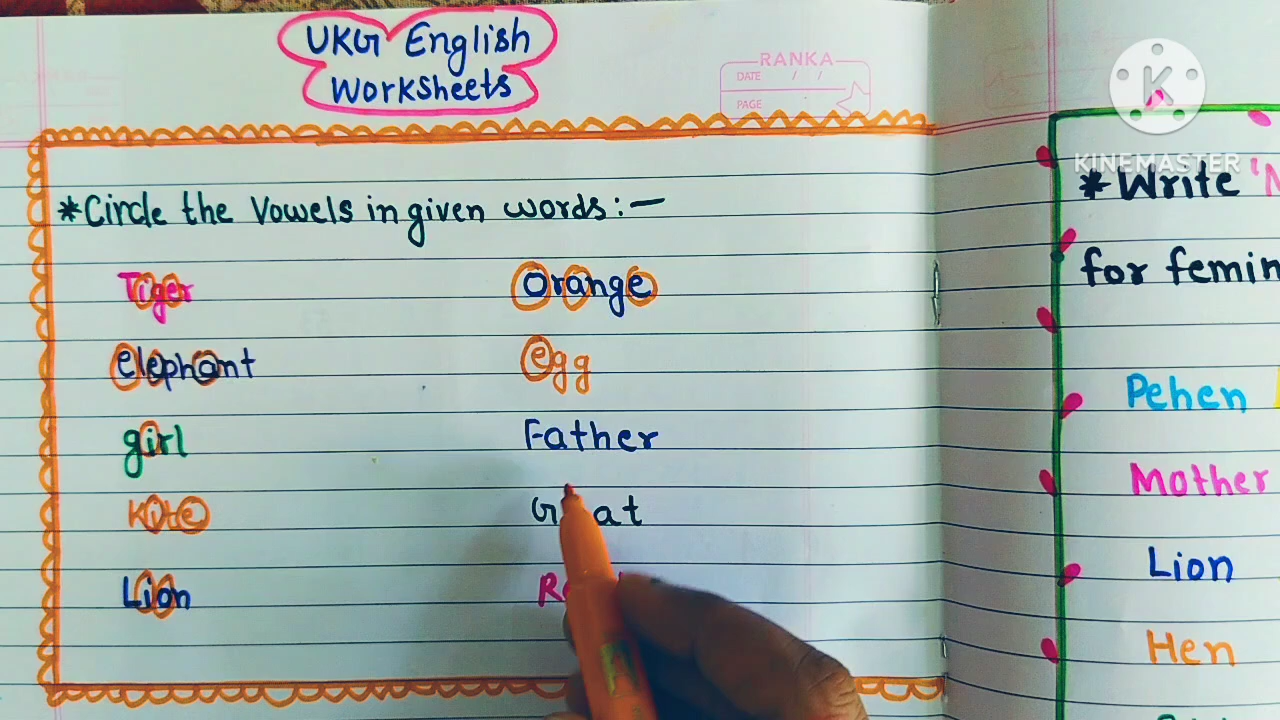 UKG English
Worksheets
RANKA
DATE / /
PAGE
K
KINEMASTER
*Circle the Vowels in given words:-
Tiger
Orange
elephant
egg
girl
Father
Kite
Lion
*Write
for femin
Pehen
Mother
Lion
Hen